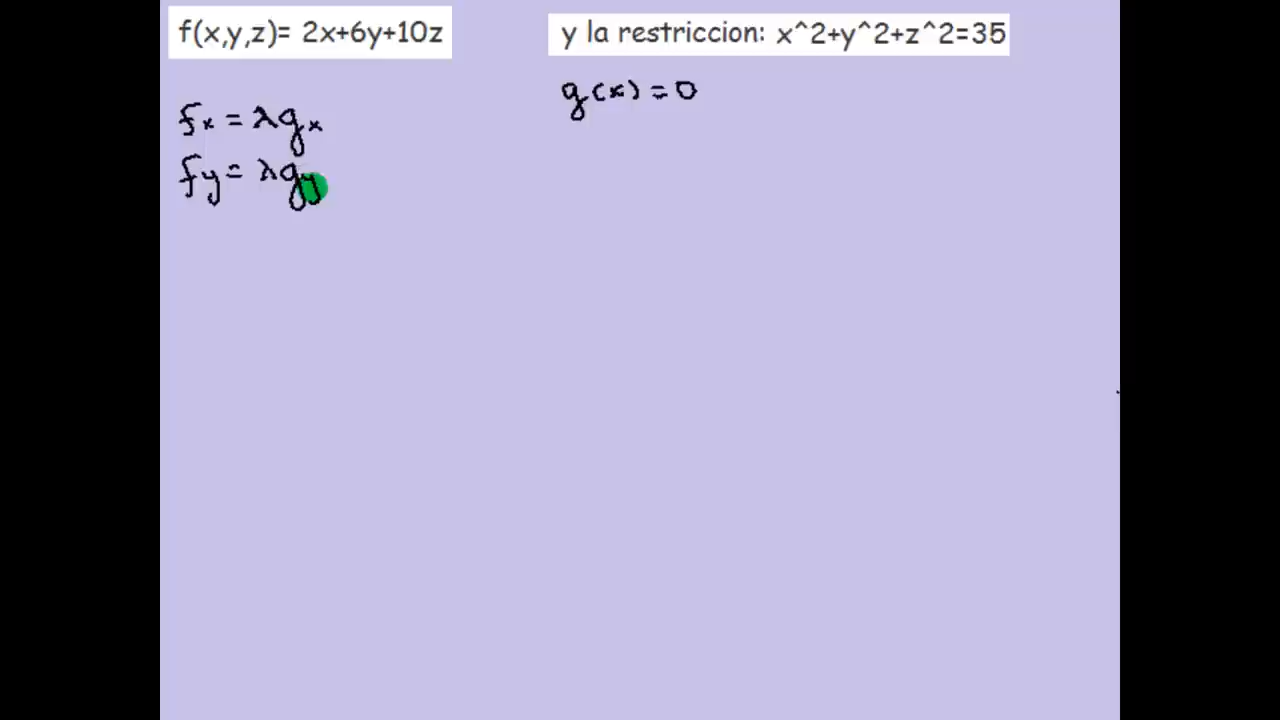 f(x,y,z)= 2x+6y+10z
y la restriccion: x^2+y^2+z^2=35
g(x) = 0
fx = λgx
fy = λgy